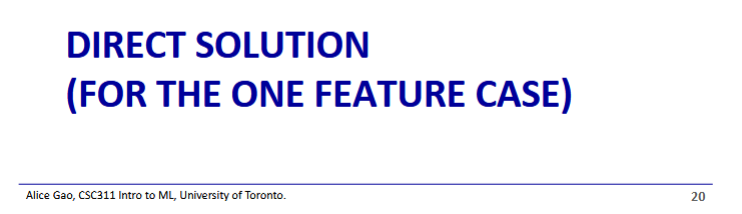 DIRECT SOLUTION
(FOR THE ONE FEATURE CASE)
Alice Gao, CSC311 Intro to ML, University of Toronto.
20